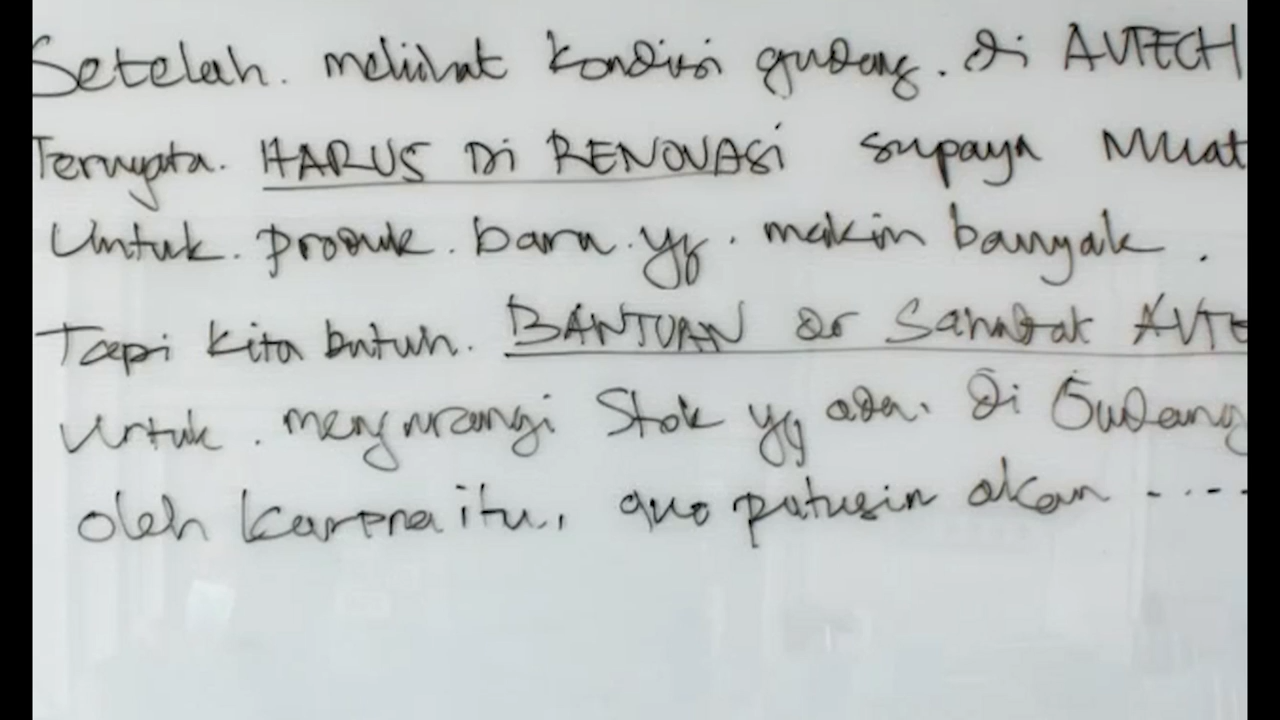 Setelah. melihat kondisi gudang. di AVTECH
Ternyata. HARUS Di RENOVASi supaya Muat
Untuk. produk. baru. yg. makin banyak.
Tapi kita butuh. BANTUAN dr Sahabat AVTE
Untuk. mengurangi Stok yg ada. di Gudang
oleh karena itu, gue putusin akan .....